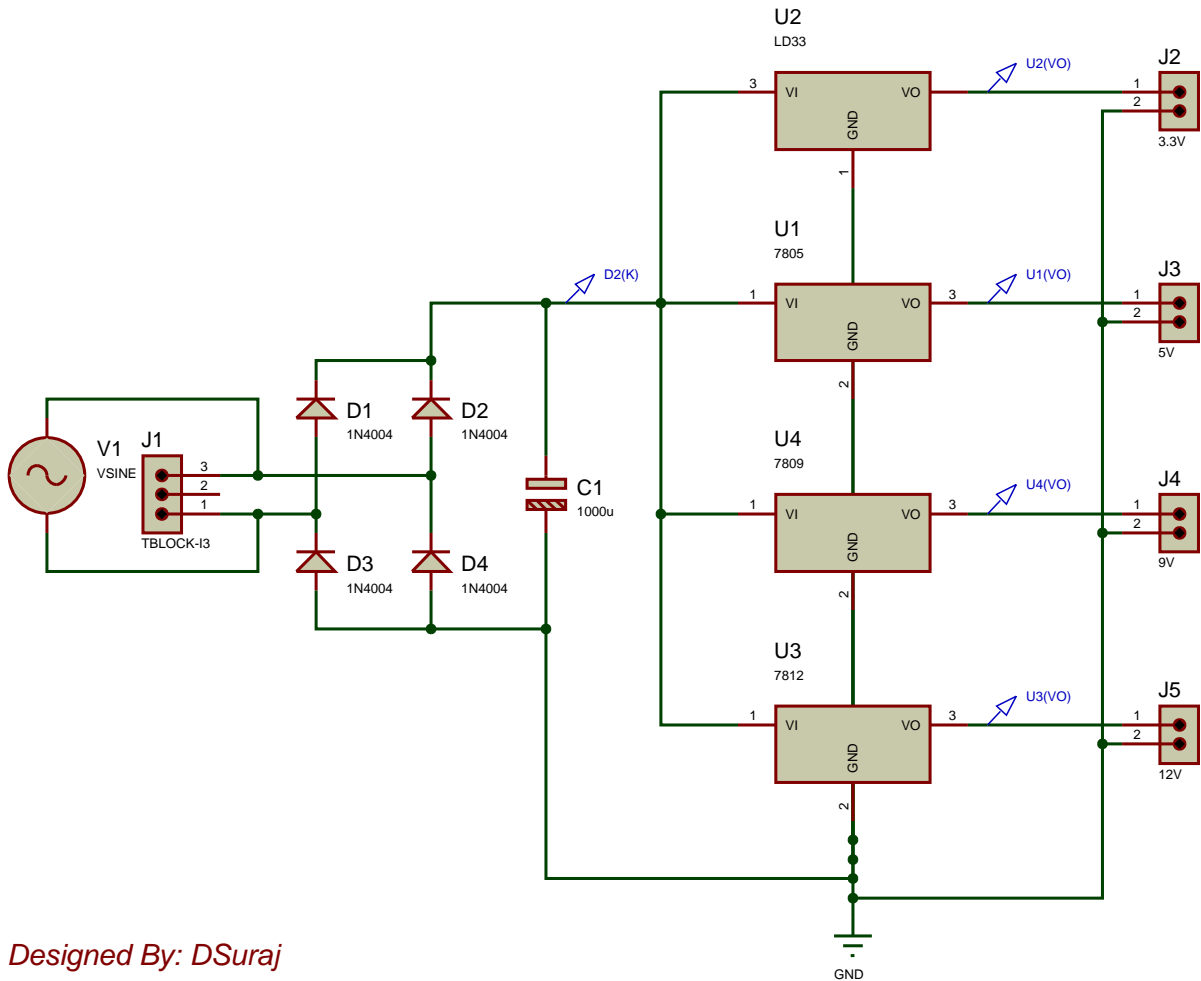 U2
LD33
3 VI VO GND 1
U2(VO)
J2
1
2
3.3V
U1
7805
1 VI VO 3 GND 2
D2(K)
U1(VO)
J3
1
2
5V
D1
1N4004
D2
1N4004
V1
VSINE
J1
3
2
1
TBLOCK-I3
D3
1N4004
D4
1N4004
C1
1000u
U4
7809
1 VI VO 3 GND 2
U4(VO)
J4
1
2
9V
U3
7812
1 VI VO 3 GND 2
U3(VO)
J5
1
2
12V
GND
Designed By: DSuraj